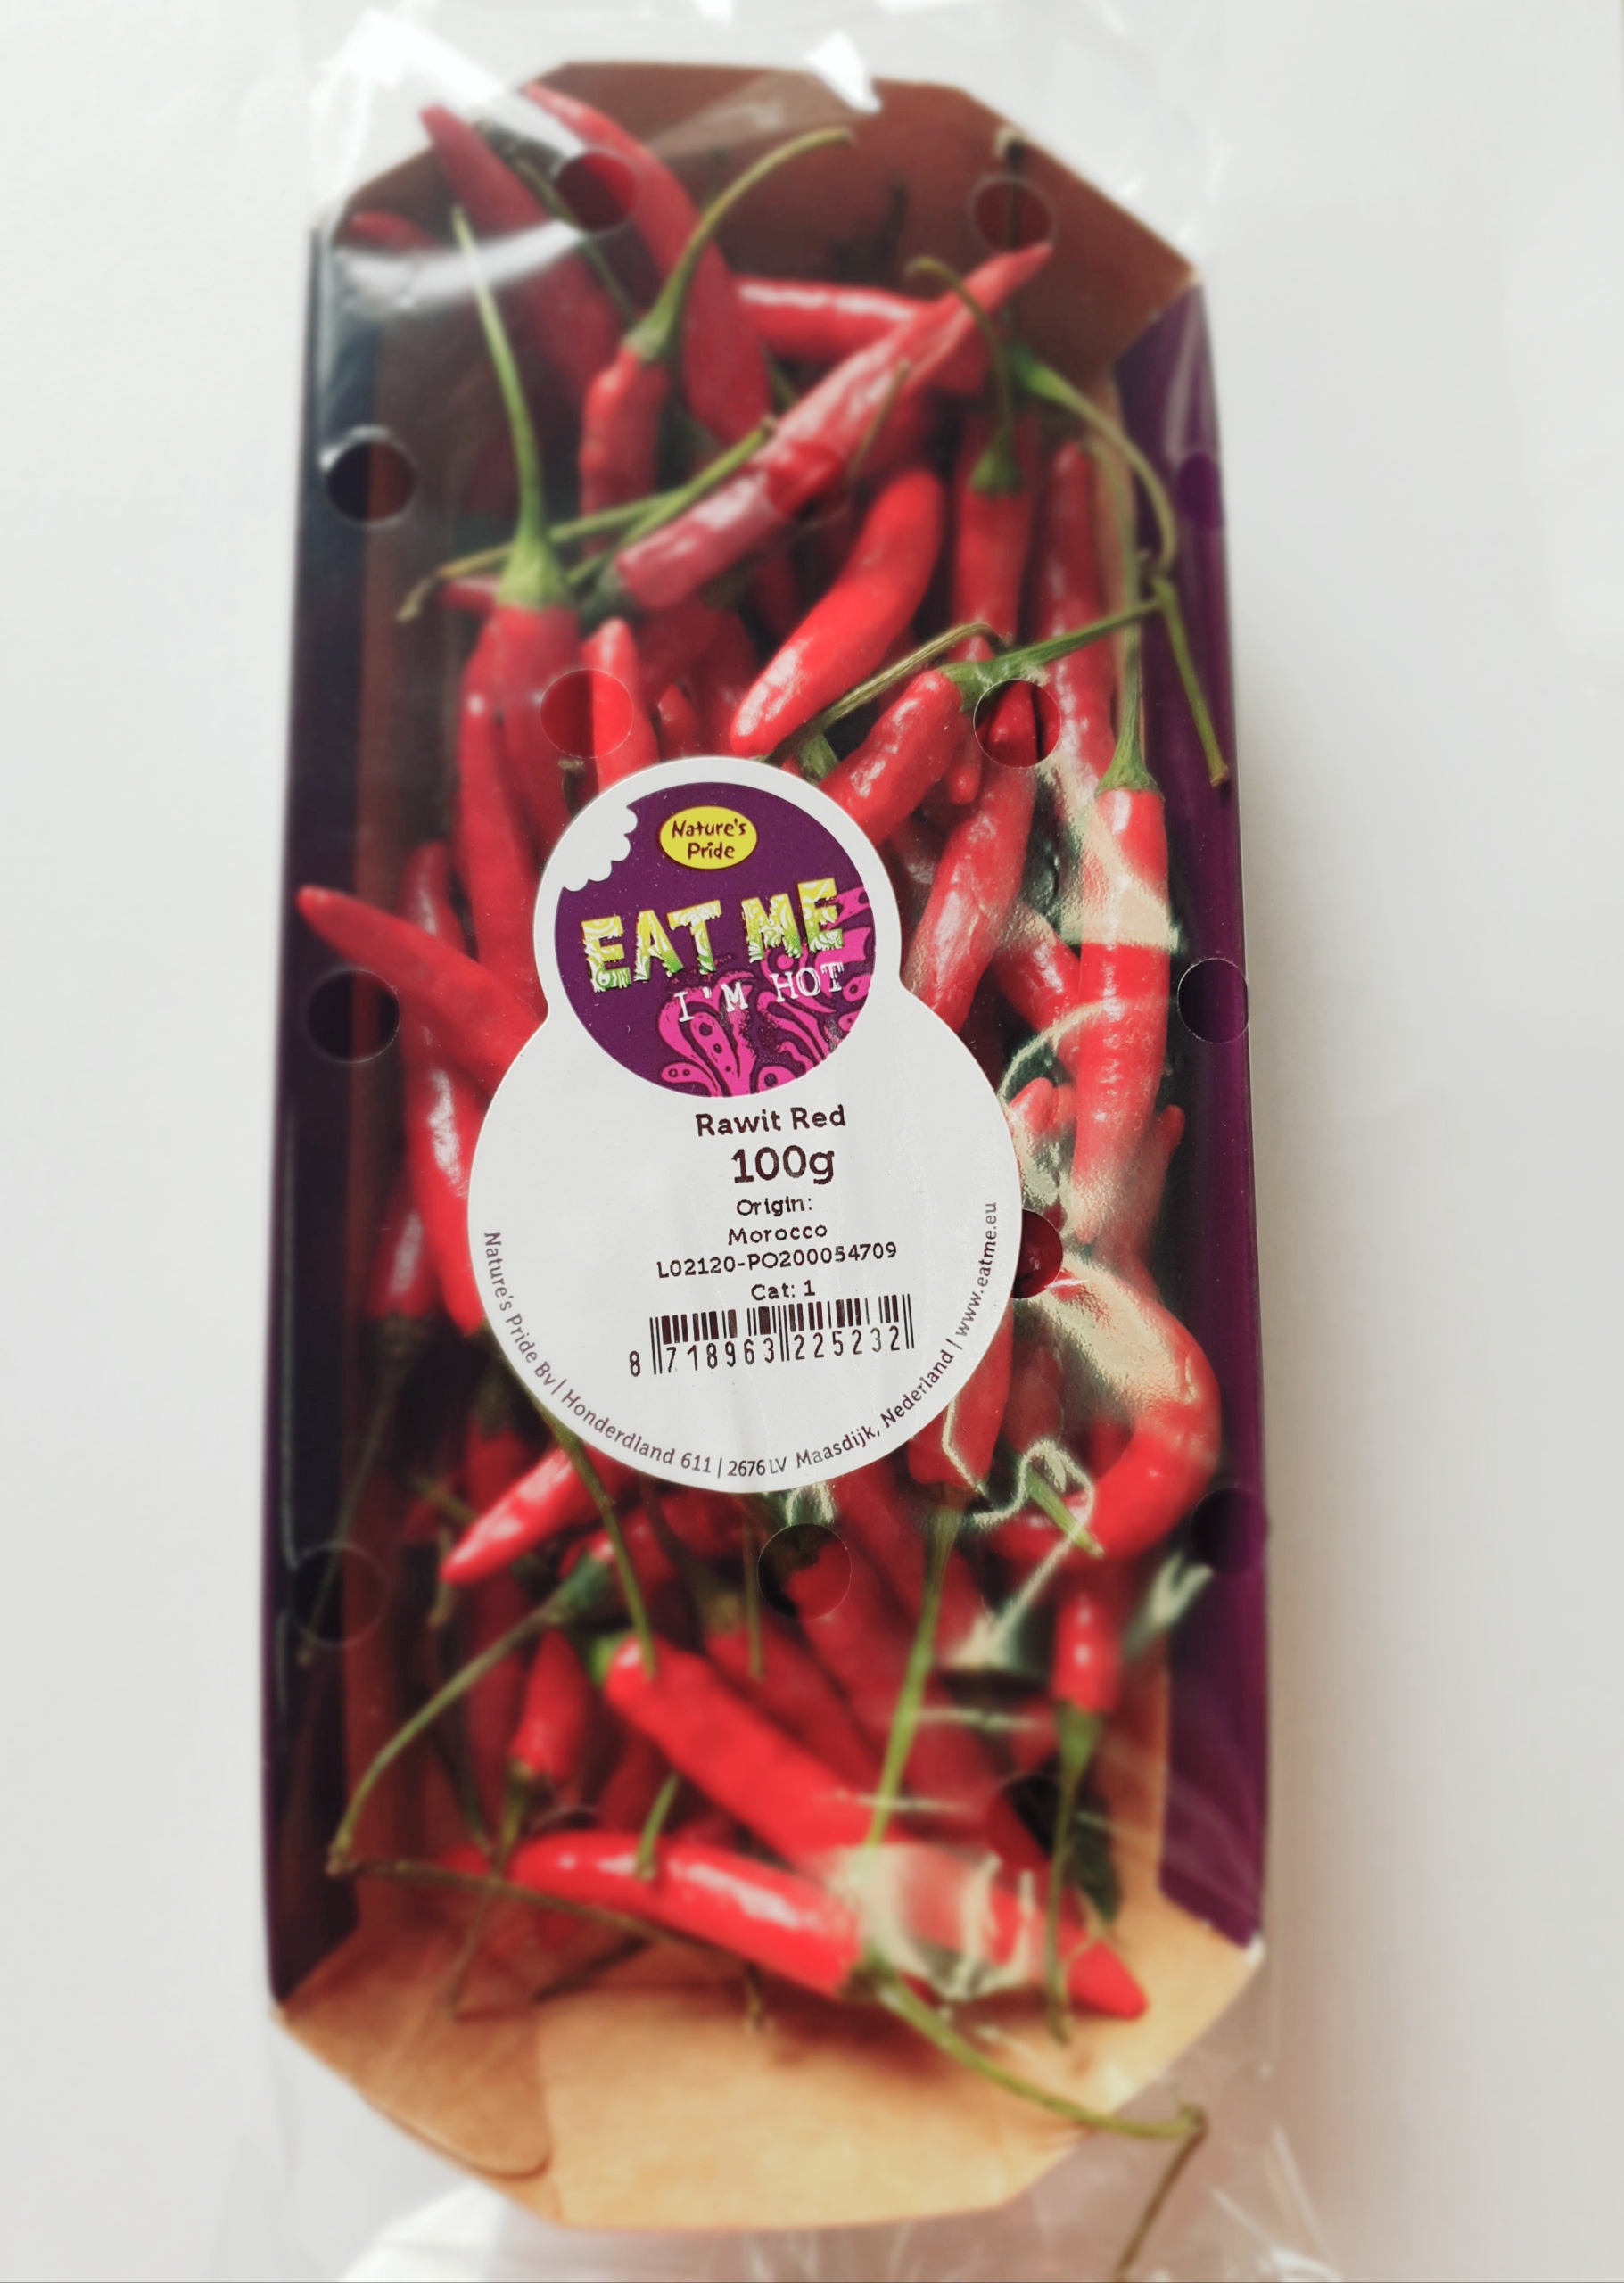 Nature's
Pride
EAT ME
I'M HOT
Rawit Red
100g
Origin:
Morocco
L02120-PO200054709
Cat: 1
8 718963 225232
Nature's Pride Bv | Honderdland 611 | 2676 LV Maasdijk, Nederland | www.eatme.eu